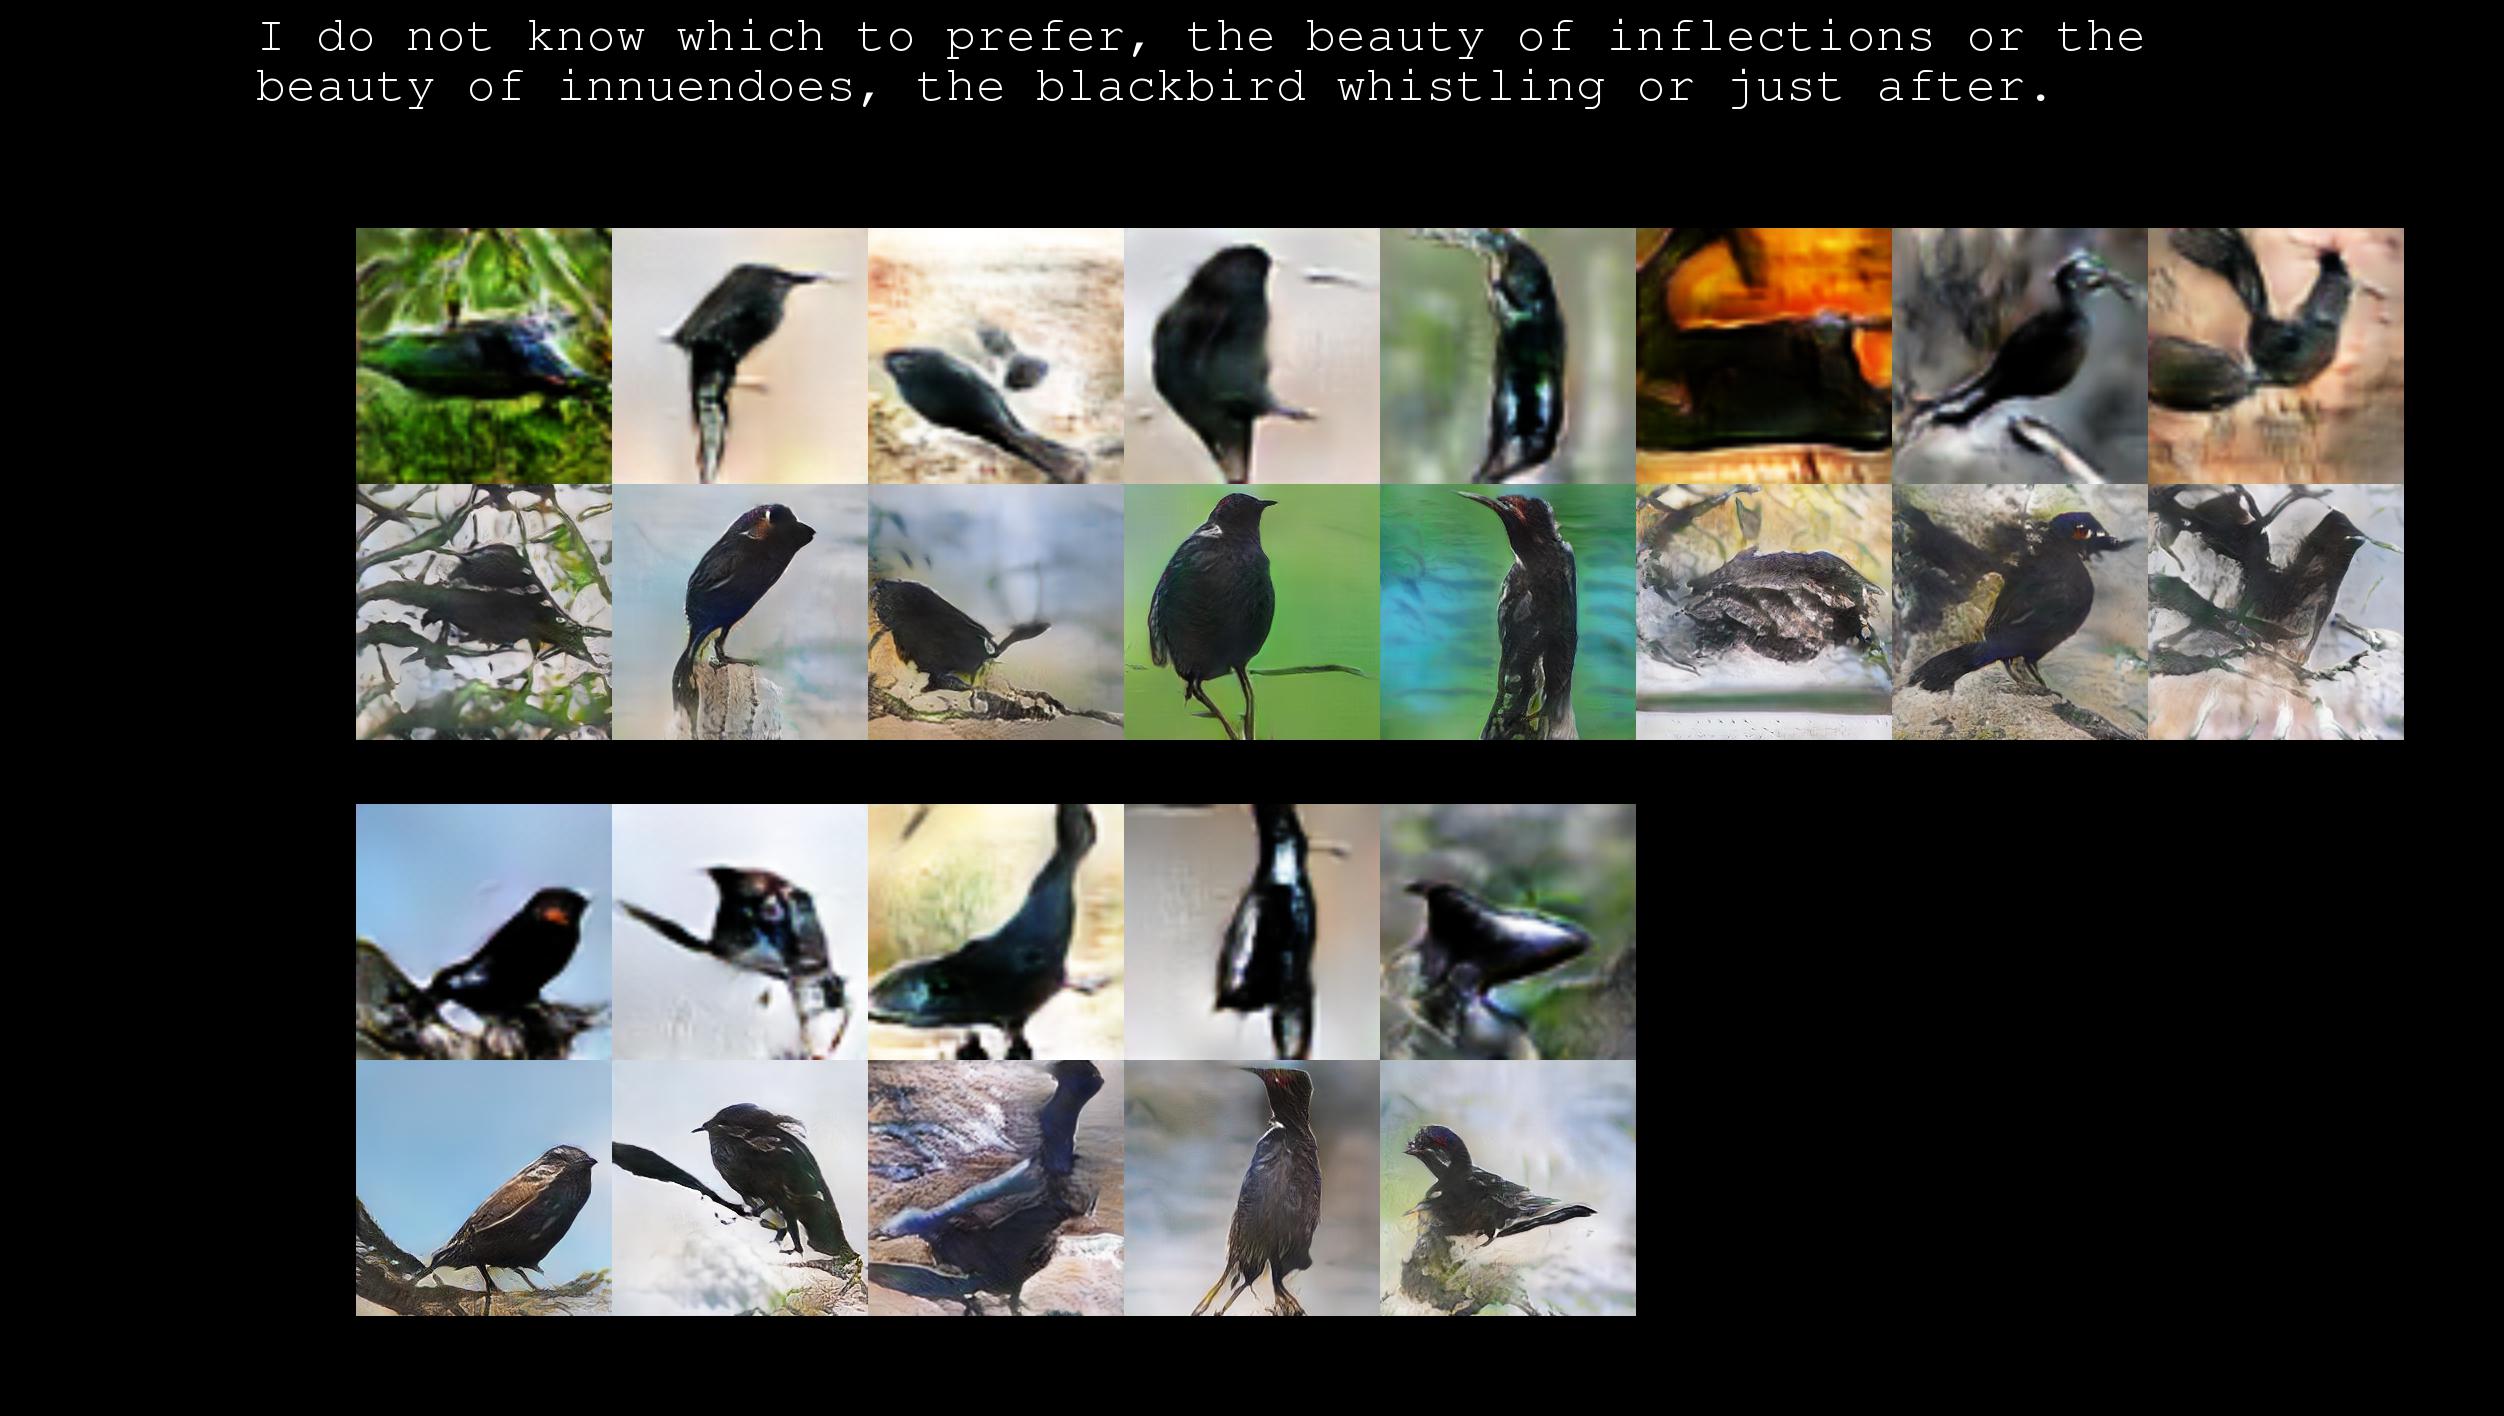 I do not know which to prefer, the beauty of inflections or the
beauty of innuendoes, the blackbird whistling or just after.